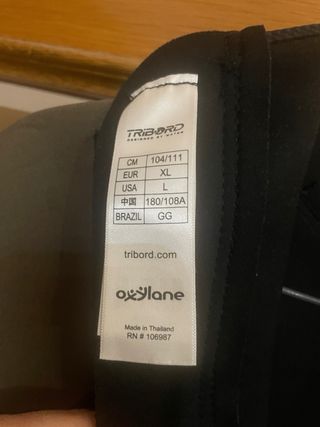 TRIBORD
DESIGNED BY WATER
CM 104/111
EUR XL
USA L
中国 180/108A
BRAZIL GG
tribord.com
oxylane
Made in Thailand
RN # 106987